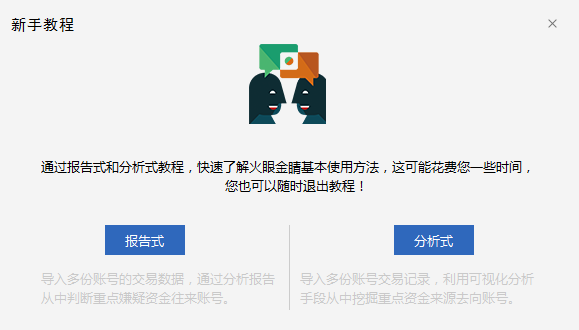 新手教程
通过报告式和分析式教程，快速了解火眼金睛基本使用方法，这可能花费您一些时间，
您也可以随时退出教程！
报告式
分析式
导入多份账号的交易数据，通过分析报告
从中判断重点嫌疑资金往来账号。
导入多份账号交易记录，利用可视化分析
手段从中挖掘重点资金来源去向账号。